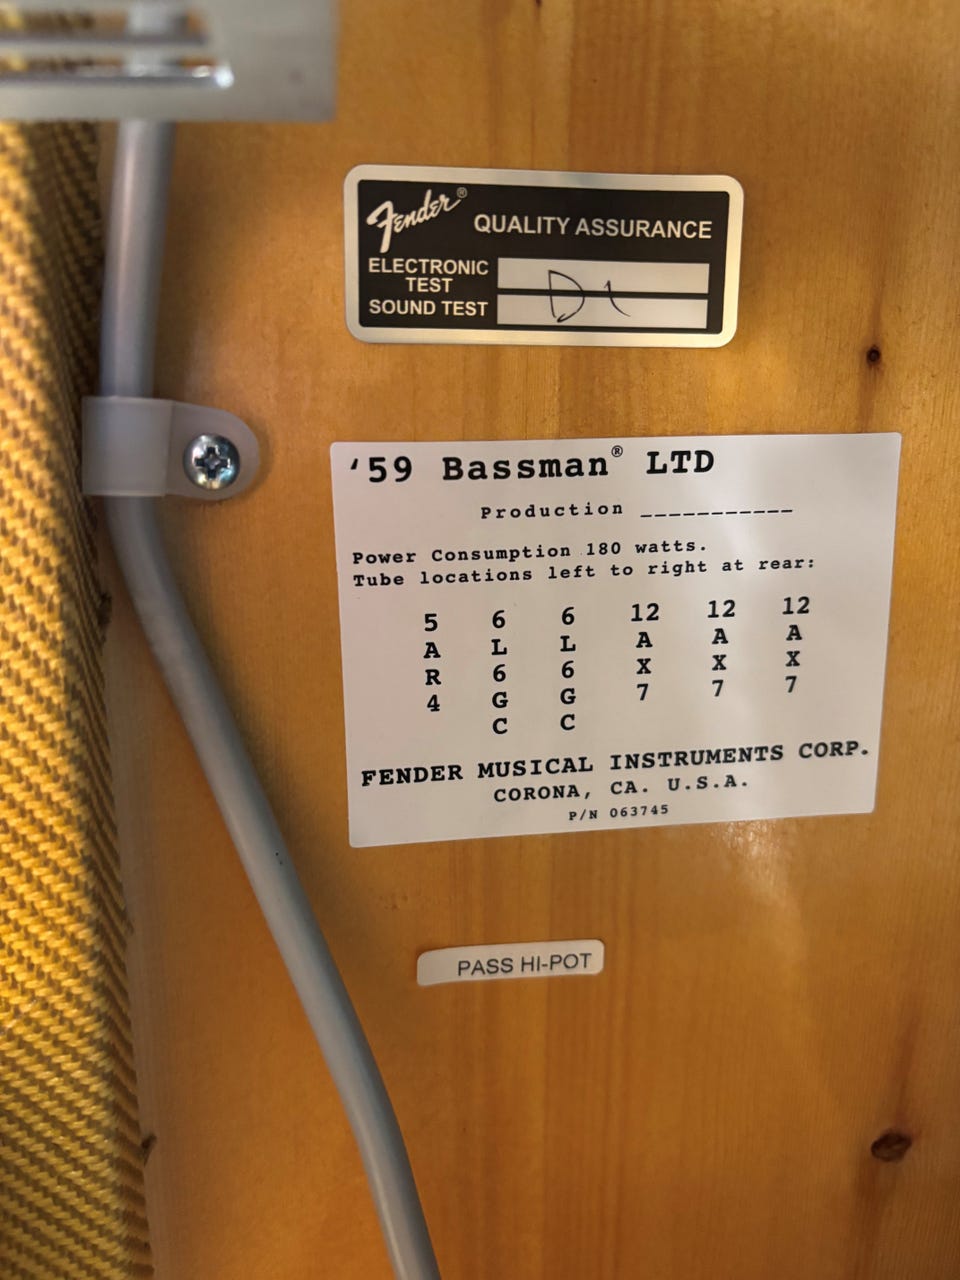 Fender® QUALITY ASSURANCE
ELECTRONIC TEST
SOUND TEST
'59 Bassman® LTD
Production ___________
Power Consumption 180 watts.
Tube locations left to right at rear:
5 6 6 12 12 12
A L L A A A
R 6 6 X X X
4 G G 7 7 7
C C
FENDER MUSICAL INSTRUMENTS CORP.
CORONA, CA. U.S.A.
P/N 063745
PASS HI-POT